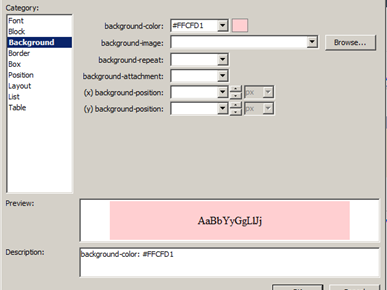 Category:
Font
Block
Background
Border
Box
Position
Layout
List
Table
background-color: #FFCFD1
background-image:
Browse...
background-repeat:
background-attachment:
(x) background-position: px
(y) background-position: px
Preview:
AaBbYyGgLlJj
Description:
background-color: #FFCFD1